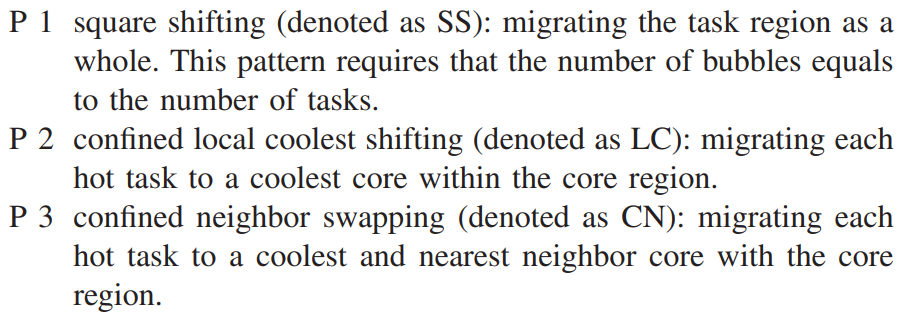 P 1 square shifting (denoted as SS): migrating the task region as a
whole. This pattern requires that the number of bubbles equals
to the number of tasks.
P 2 confined local coolest shifting (denoted as LC): migrating each
hot task to a coolest core within the core region.
P 3 confined neighbor swapping (denoted as CN): migrating each
hot task to a coolest and nearest neighbor core with the core
region.